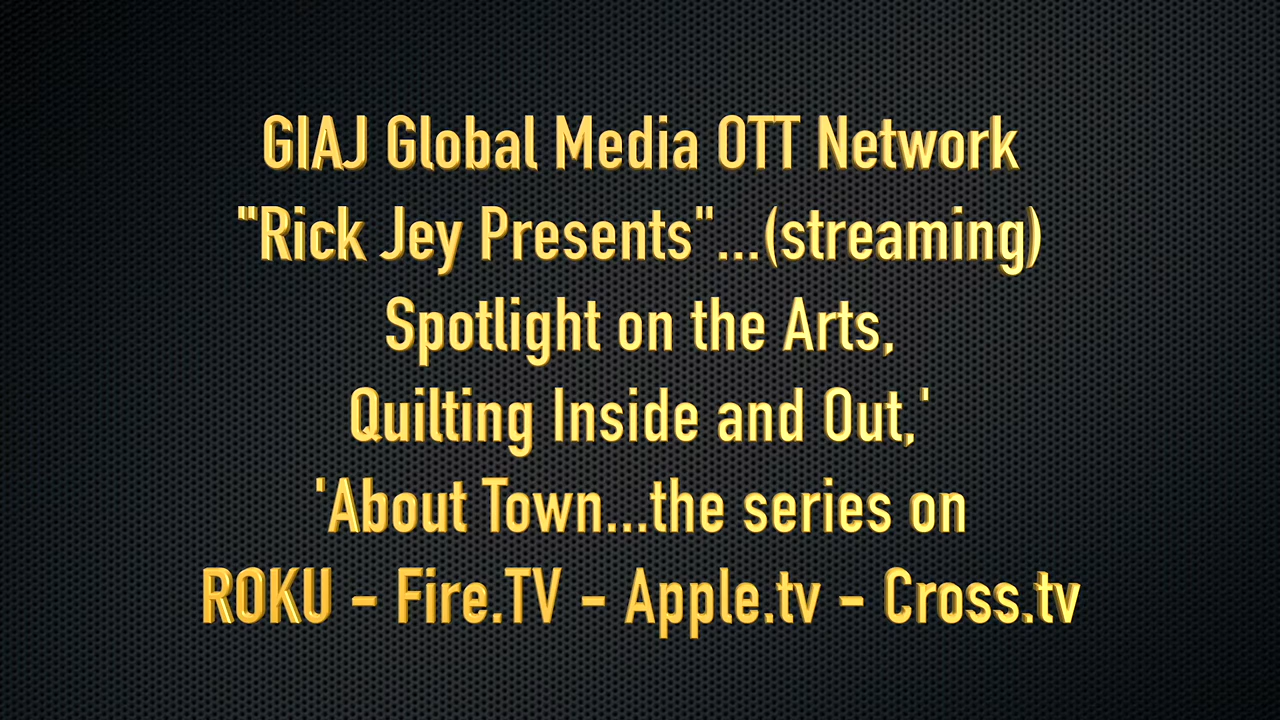 GIAJ Global Media OTT Network
"Rick Jey Presents"...(streaming)
Spotlight on the Arts,
Quilting Inside and Out,'
'About Town...the series on
ROKU - Fire.TV - Apple.tv - Cross.tv